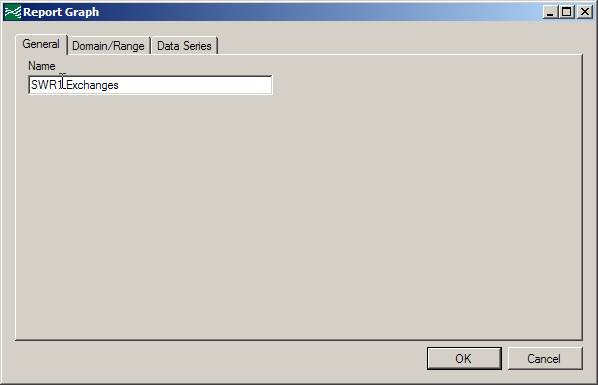 Report Graph
General Domain/Range Data Series
Name
SWR1 Exchanges
OK Cancel